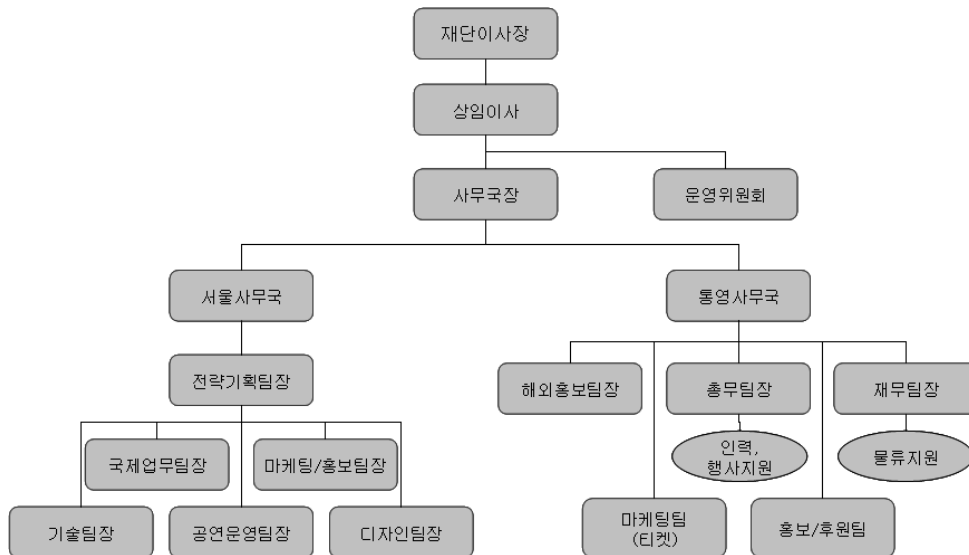 재단이사장
상임이사
사무국장
운영위원회
서울사무국
통영사무국
전략기획팀장
해외홍보팀장
총무팀장
재무팀장
국제업무팀장
마케팅/홍보팀장
인력,
행사지원
물류지원
기술팀장
공연운영팀장
디자인팀장
마케팅팀
(티켓)
홍보/후원팀